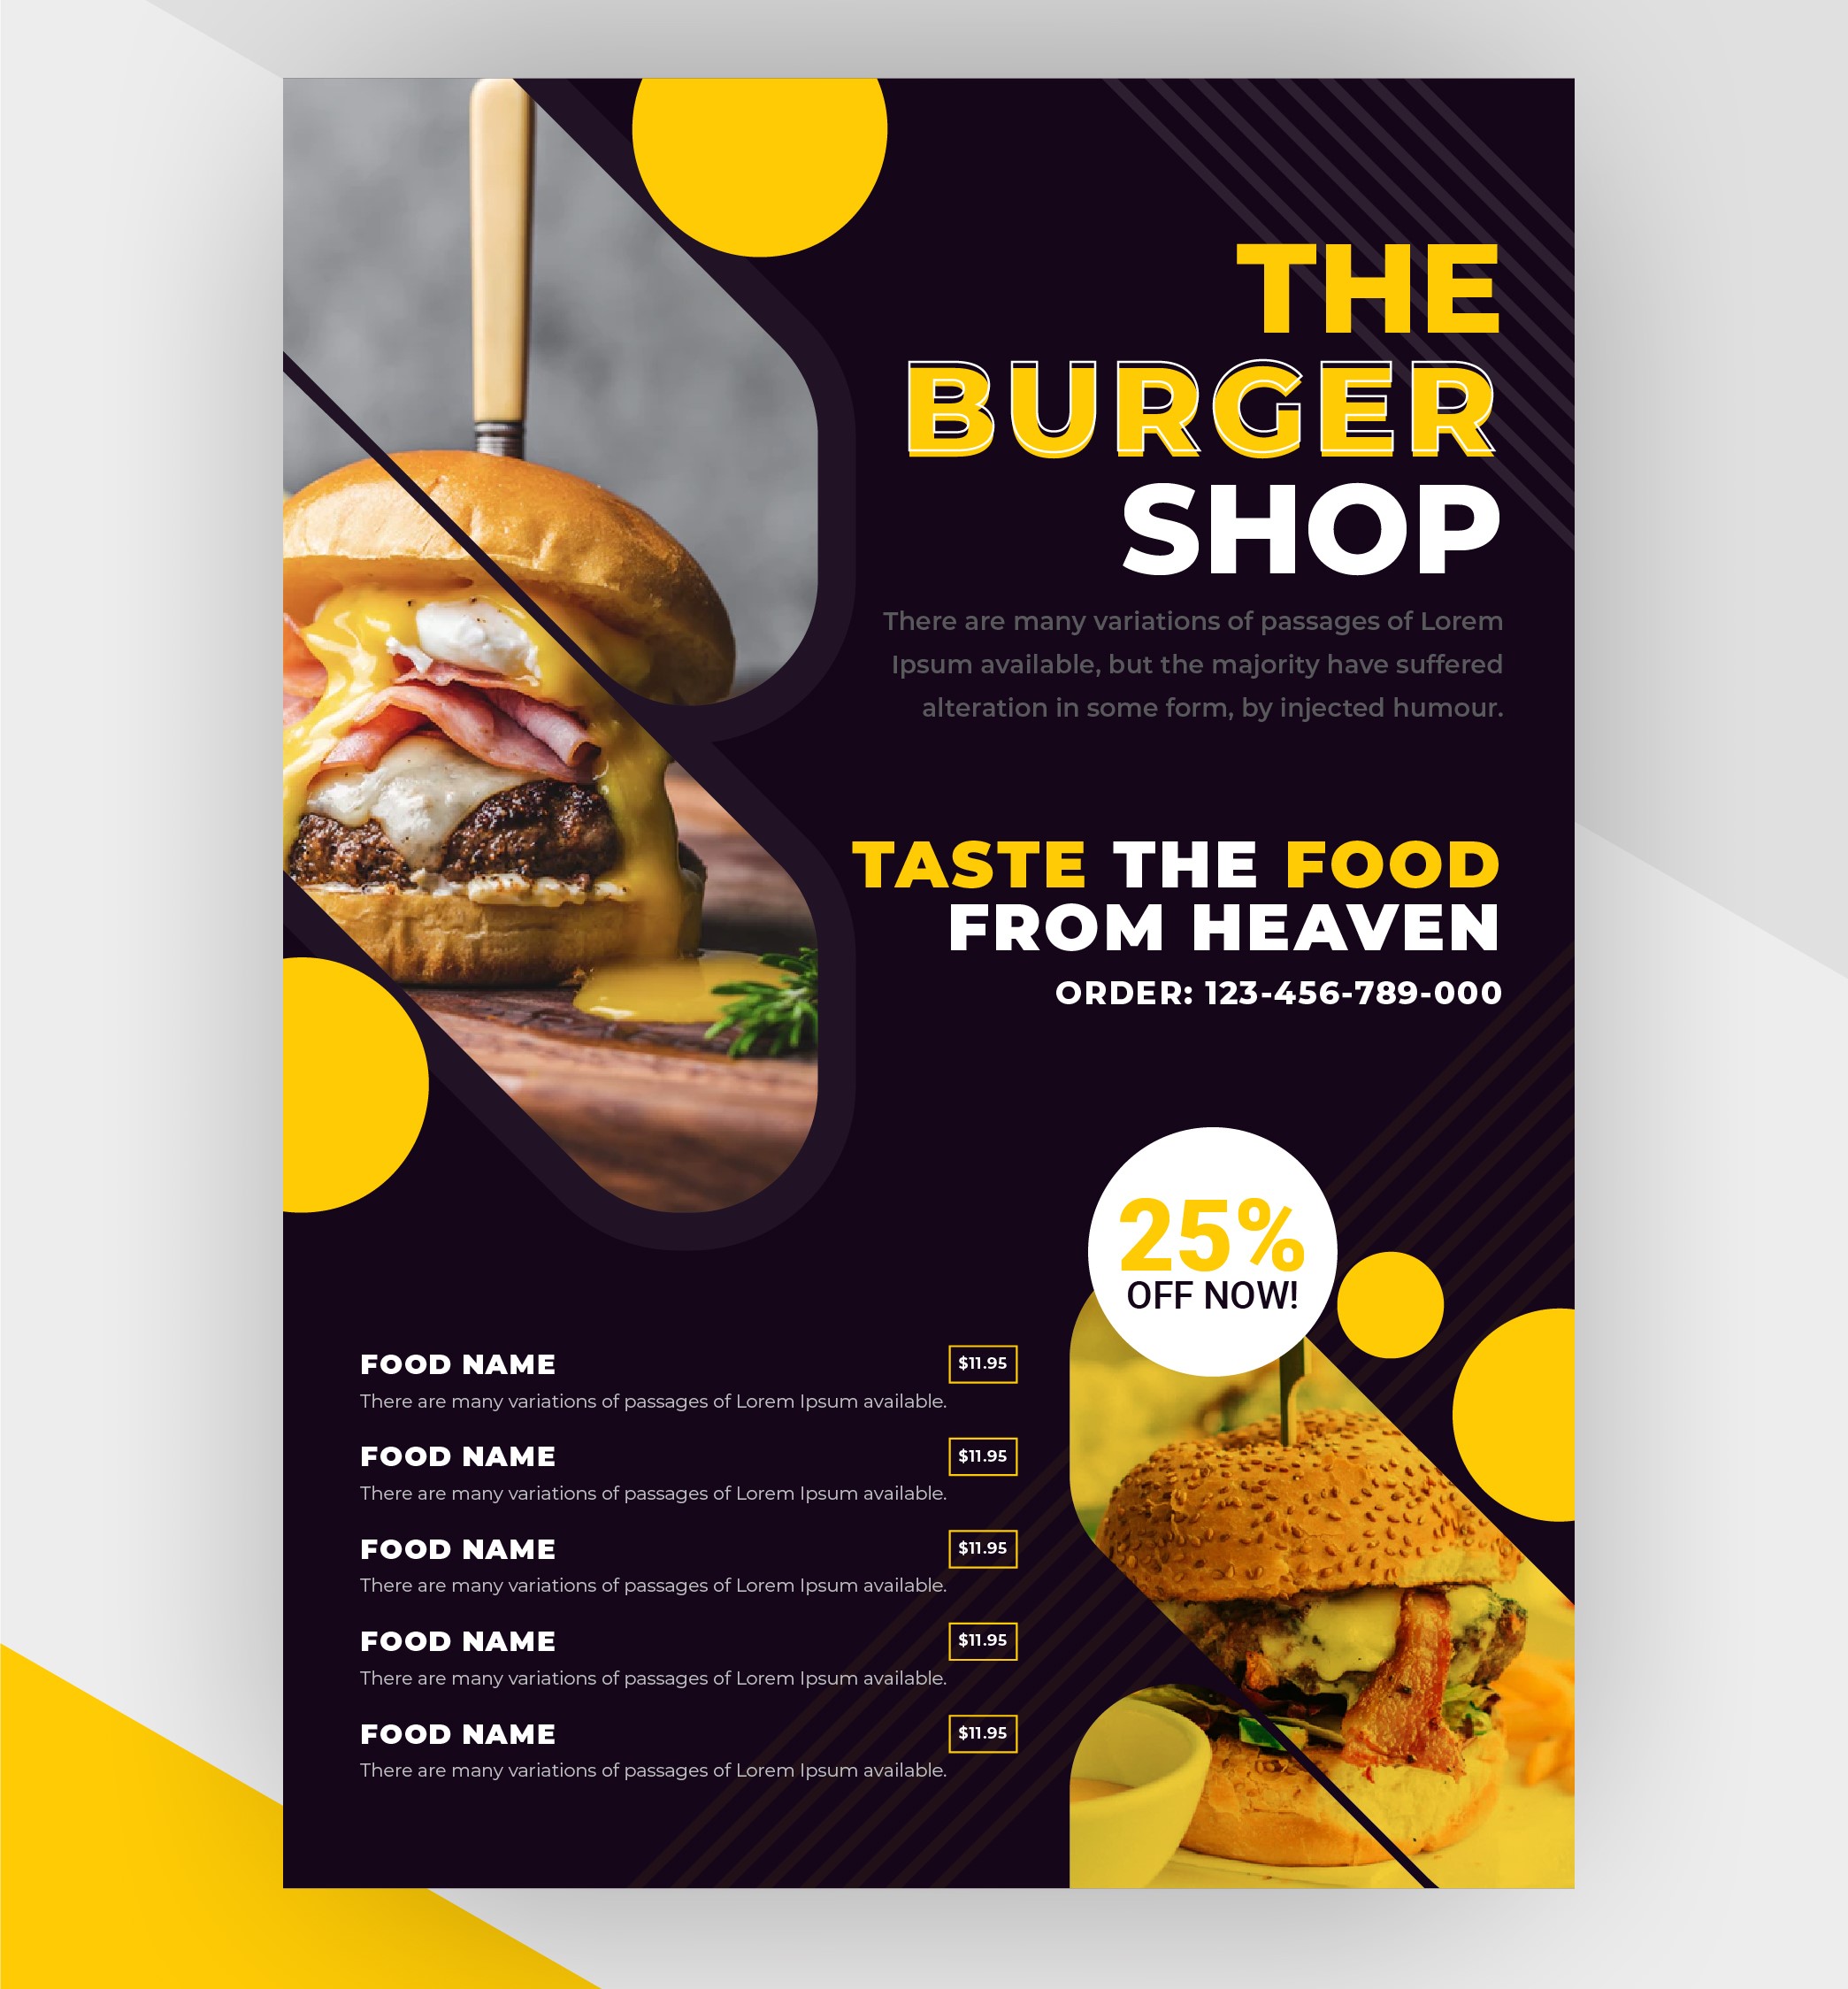 THE
BURGER
SHOP
There are many variations of passages of Lorem
Ipsum available, but the majority have suffered
alteration in some form, by injected humour.
TASTE THE FOOD
FROM HEAVEN
ORDER: 123-456-789-000
25%
OFF NOW!
FOOD NAME $11.95
There are many variations of passages of Lorem Ipsum available.
FOOD NAME $11.95
There are many variations of passages of Lorem Ipsum available.
FOOD NAME $11.95
There are many variations of passages of Lorem Ipsum available.
FOOD NAME $11.95
There are many variations of passages of Lorem Ipsum available.
FOOD NAME $11.95
There are many variations of passages of Lorem Ipsum available.